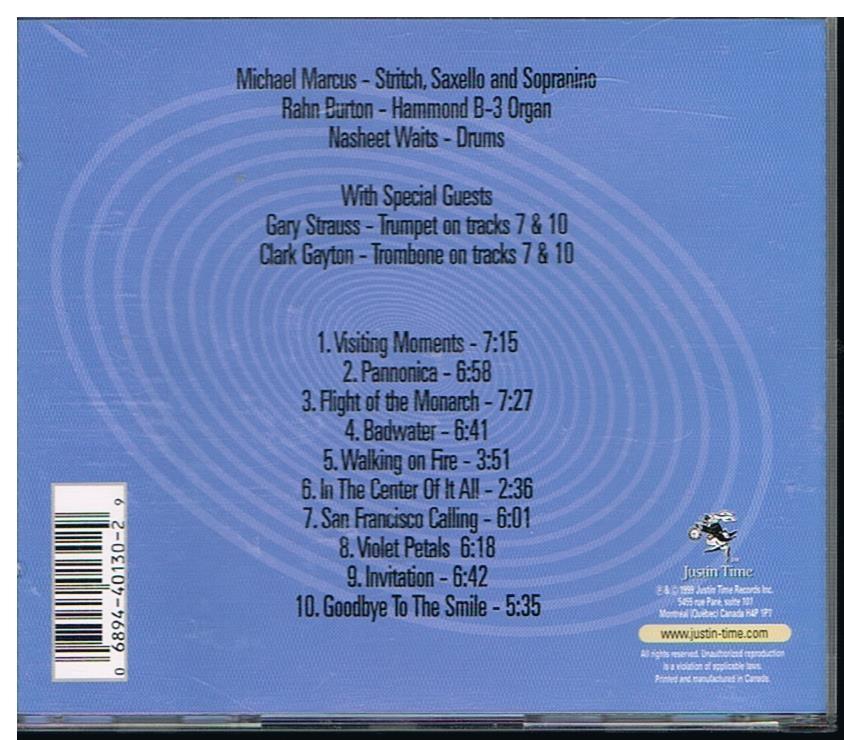 Michael Marcus - Stritch, Saxello and Sopranino
Rahn Burton - Hammond B-3 Organ
Nasheet Waits - Drums
With Special Guests
Gary Strauss - Trumpet on tracks 7 & 10
Clark Gayton - Trombone on tracks 7 & 10
1. Visiting Moments - 7:15
2. Pannonica - 6:58
3. Flight of the Monarch - 7:27
4. Badwater - 6:41
5. Walking on Fire - 3:51
6. In The Center Of It All - 2:36
7. San Francisco Calling - 6:01
8. Violet Petals 6:18
9. Invitation - 6:42
10. Goodbye To The Smile - 5:35
0 6894-40130-2 9
Justin Time
℗ & © 1999 Justin Time Records Inc.
5455 rue Paré, suite 101
Montréal (Québec) Canada H4P 1P7
www.justin-time.com
All rights reserved. Unauthorized reproduction
is a violation of applicable laws.
Printed and manufactured in Canada.